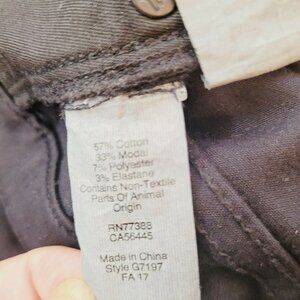 57% Cotton
33% Modal
7% Polyester
3% Elastane
Contains Non-Textile
Parts Of Animal
Origin
RN77388
CA56445
Made in China
Style G7197
FA 17